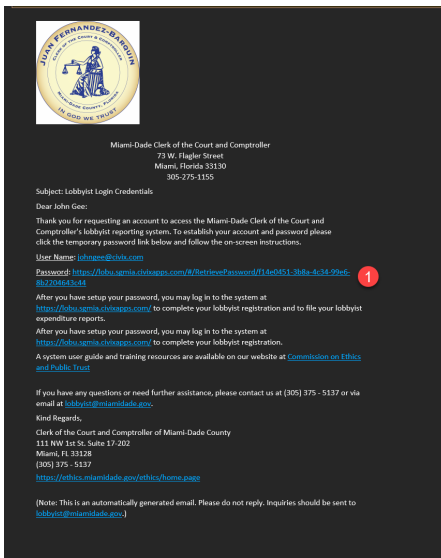 JUAN FERNANDEZ-BARQUIN
CLERK OF THE COURT & COMPTROLLER
MIAMI-DADE COUNTY, FLORIDA
IN GOD WE TRUST
Miami-Dade Clerk of the Court and Comptroller
73 W. Flagler Street
Miami, Florida 33130
305-275-1155
Subject: Lobbyist Login Credentials
Dear John Gee:
Thank you for requesting an account to access the Miami-Dade Clerk of the Court and
Comptroller's lobbyist reporting system. To establish your account and password please
click the temporary password link below and follow the on-screen instructions.
User Name: johngee@civix.com
Password: https://lobu.sgmia.civixapps.com/#/RetrievePassword/f14e0451-3b8a-4c34-99e6-
8b2204643c44
1
After you have setup your password, you may log in to the system at
https://lobu.sgmia.civixapps.com/ to complete your lobbyist registration and to file your lobbyist
expenditure reports.
After you have setup your password, you may log in to the system at
https://lobu.sgmia.civixapps.com/ to complete your lobbyist registration.
A system user guide and training resources are available on our website at Commission on Ethics
and Public Trust
If you have any questions or need further assistance, please contact us at (305) 375 - 5137 or via
email at lobbyist@miamidade.gov.
Kind Regards,
Clerk of the Court and Comptroller of Miami-Dade County
111 NW 1st St. Suite 17-202
Miami, FL 33128
(305) 375 - 5137
https://ethics.miamidade.gov/ethics/home.page
(Note: This is an automatically generated email. Please do not reply. Inquiries should be sent to
lobbyist@miamidade.gov.)